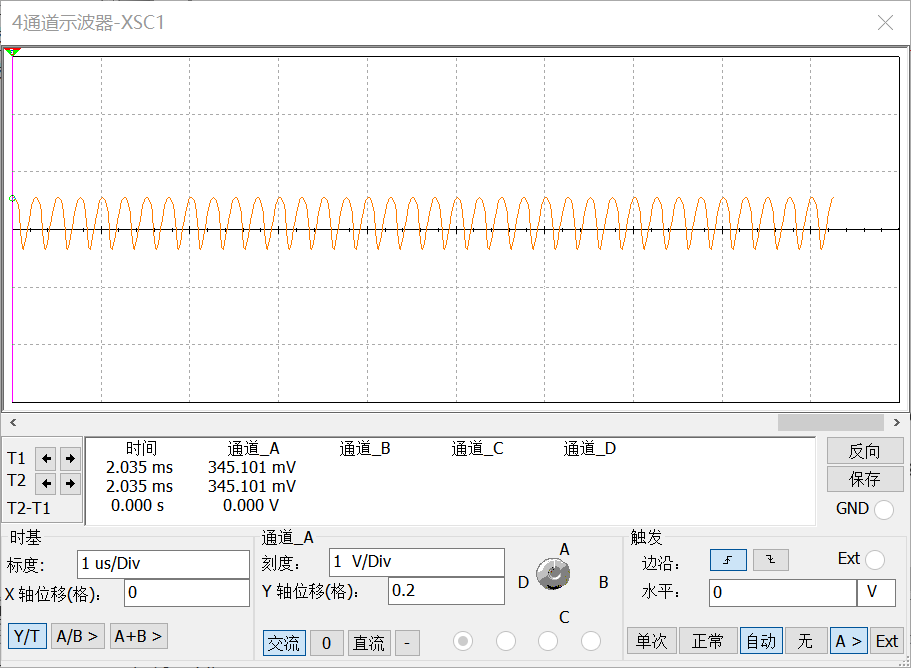 4通道示波器-XSC1
时间 通道_A 通道_B 通道_C 通道_D
T1 2.035 ms 345.101 mV
T2 2.035 ms 345.101 mV
T2-T1 0.000 s 0.000 V
反向
保存
GND
时基
标度： 1 us/Div
X 轴位移(格)： 0
Y/T A/B > A+B >
通道_A
刻度： 1 V/Div
Y 轴位移(格)： 0.2
A
D B
C
交流 0 直流 -
触发
边沿： Ext
水平： 0 V
单次 正常 自动 无 A > Ext